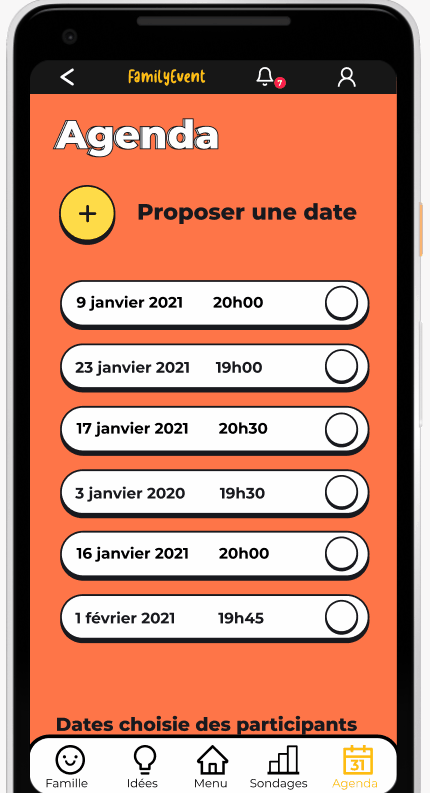 FamilyEvent
7
Agenda
+ Proposer une date
9 janvier 2021 20h00
23 janvier 2021 19h00
17 janvier 2021 20h30
3 janvier 2020 19h30
16 janvier 2021 20h00
1 février 2021 19h45
Dates choisie des participants
31
Famille Idées Menu Sondages Agenda